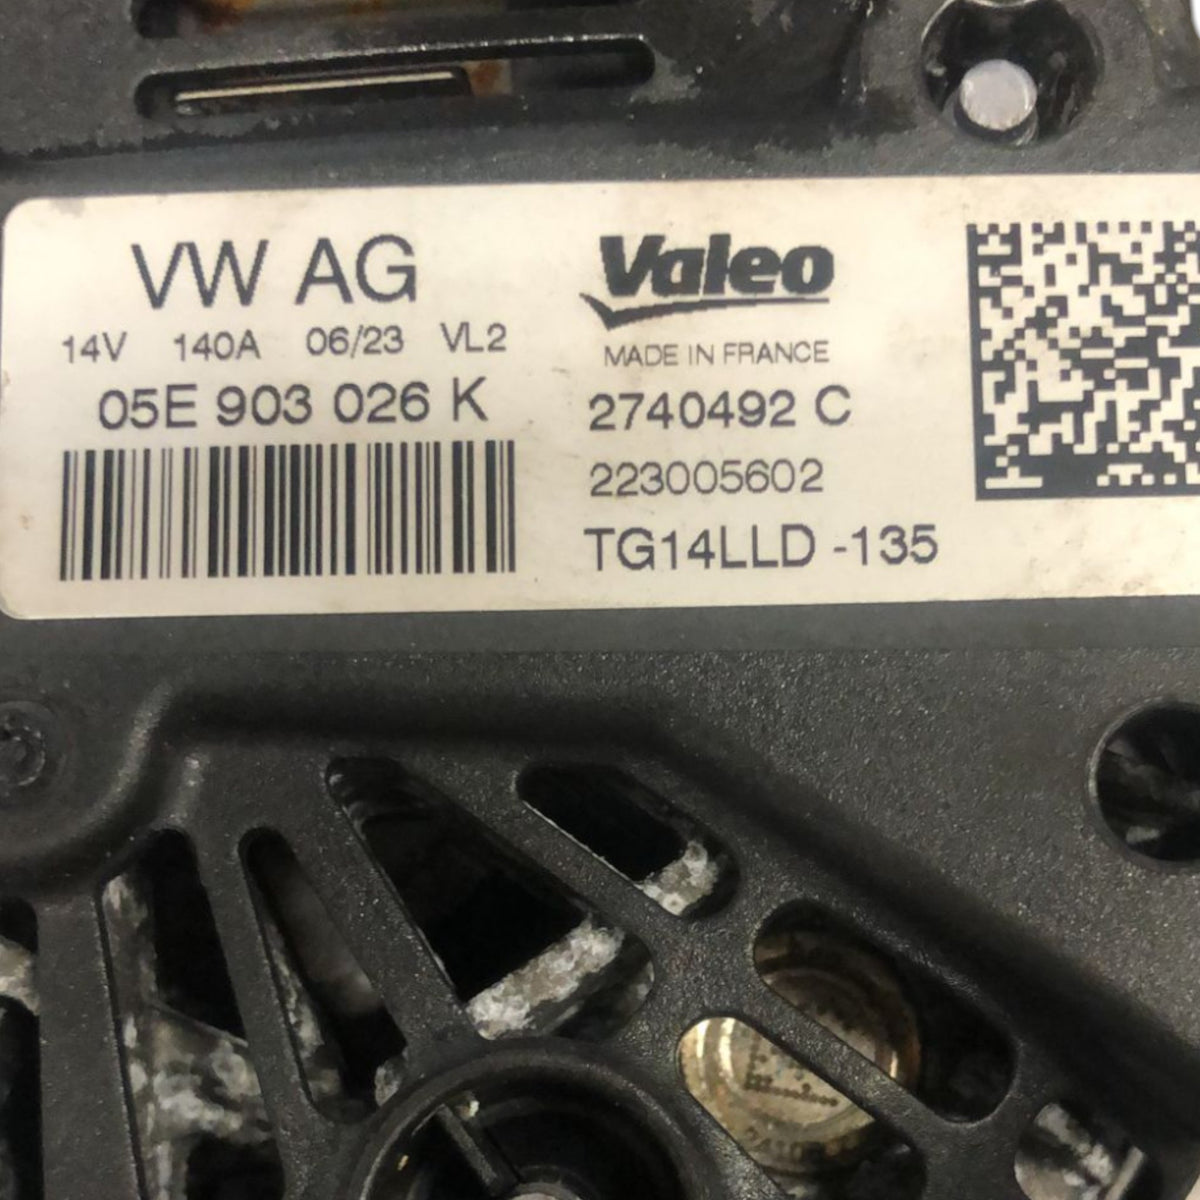 VW AG
14V 140A 06/23 VL2
05E 903 026 K
Valeo
MADE IN FRANCE
2740492 C
223005602
TG14LLD -135